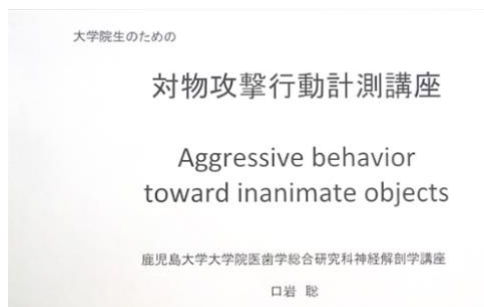 大学院生のための
対物攻撃行動計測講座
Aggressive behavior
toward inanimate objects
鹿児島大学大学院医歯学総合研究科神経解剖学講座
口岩 聡